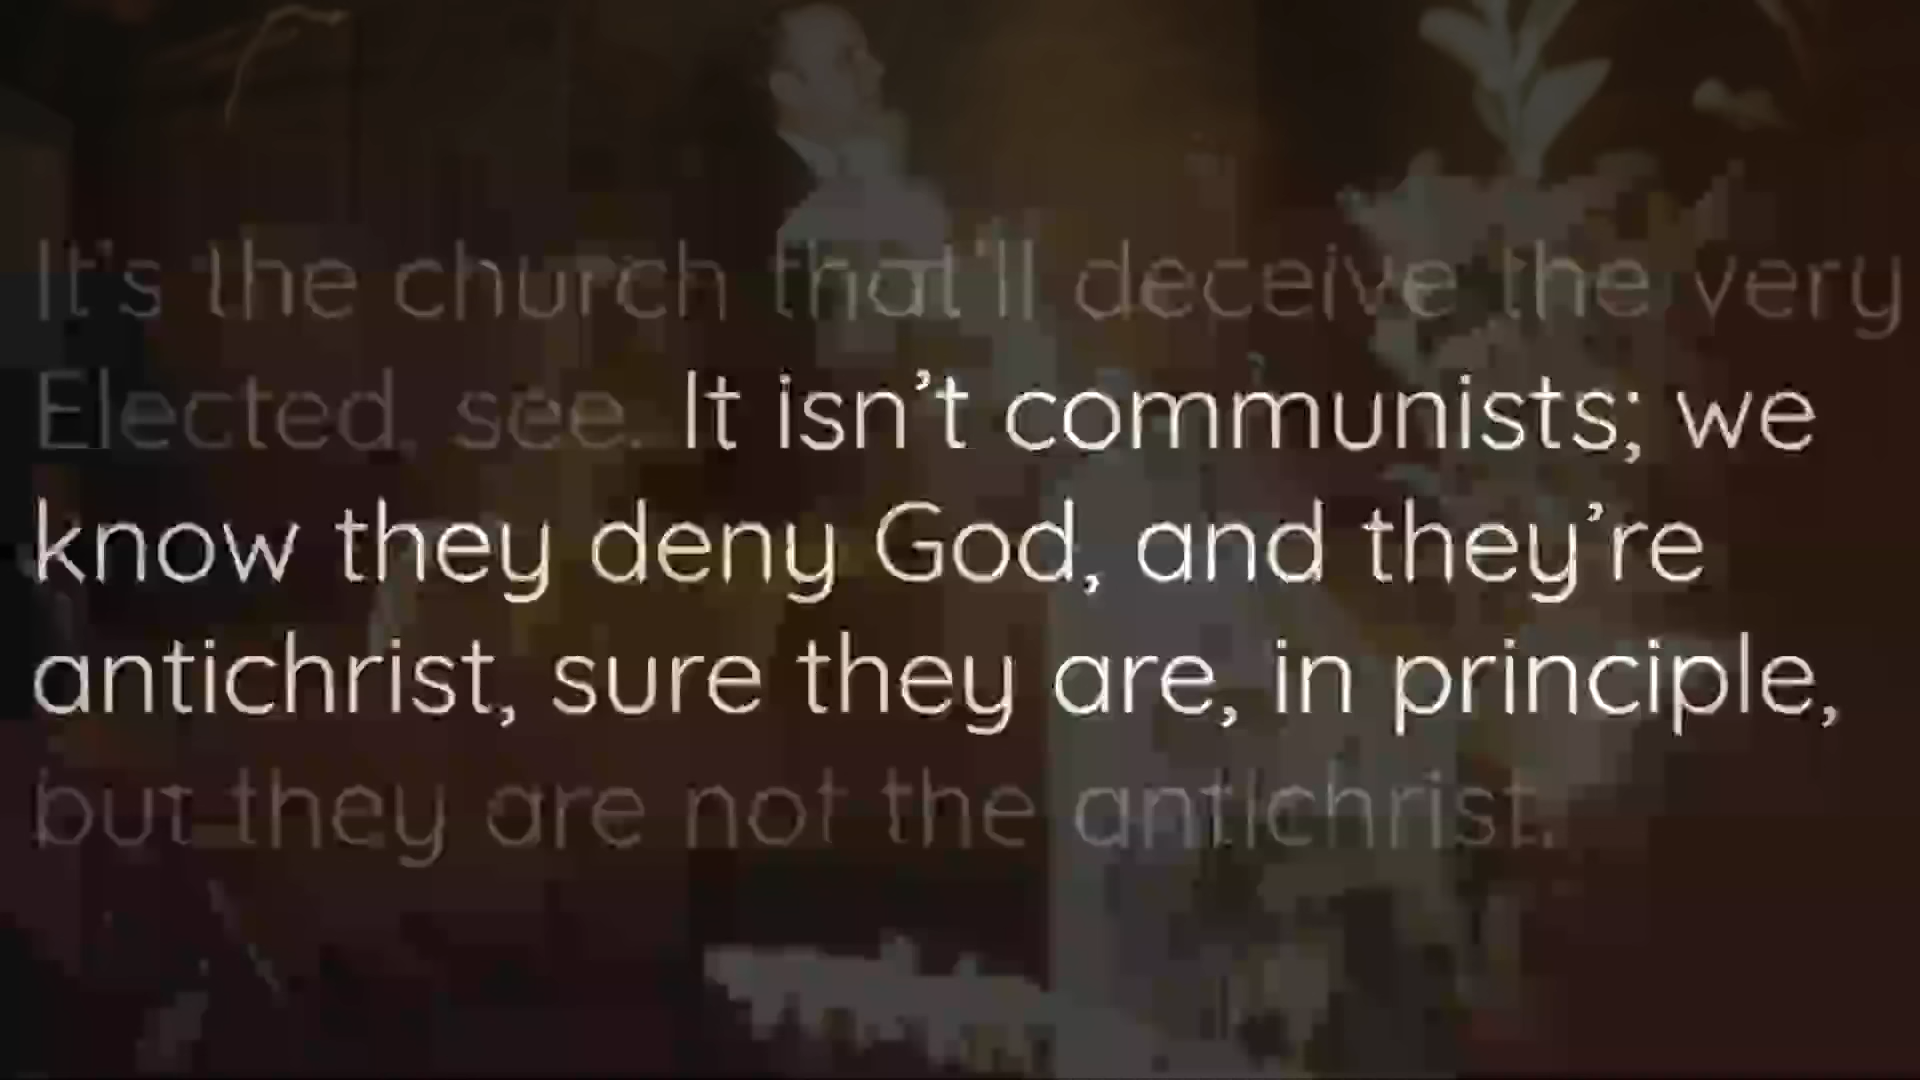 It's the church that'll deceive the very
Elected, see. It isn't communists; we
know they deny God, and they're
antichrist, sure they are, in principle,
but they are not the antichrist.